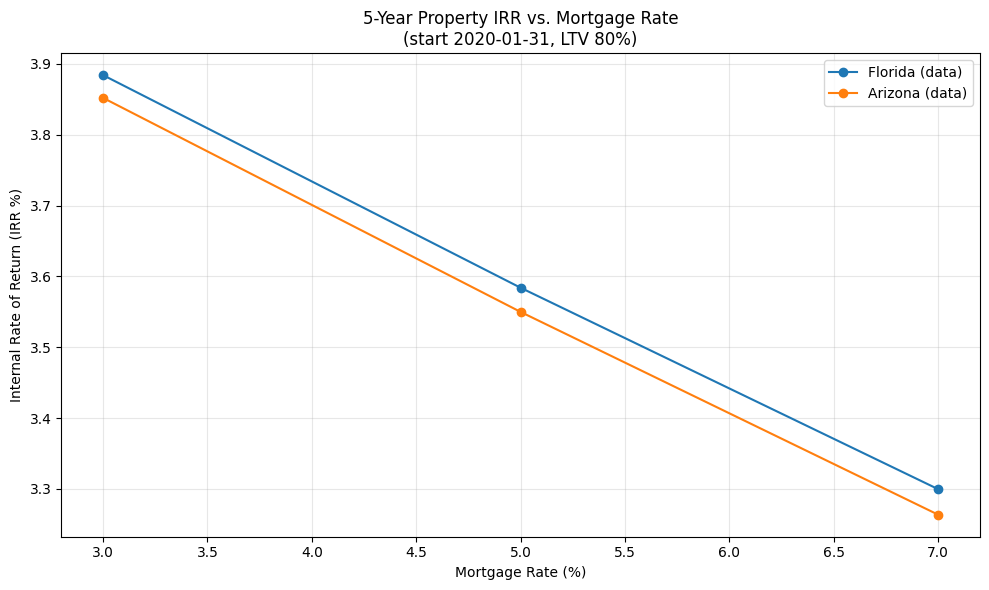 5-Year Property IRR vs. Mortgage Rate
(start 2020-01-31, LTV 80%)
Florida (data)
Arizona (data)
Internal Rate of Return (IRR %)
3.9
3.8
3.7
3.6
3.5
3.4
3.3
3.0
3.5
4.0
4.5
5.0
5.5
6.0
6.5
7.0
Mortgage Rate (%)